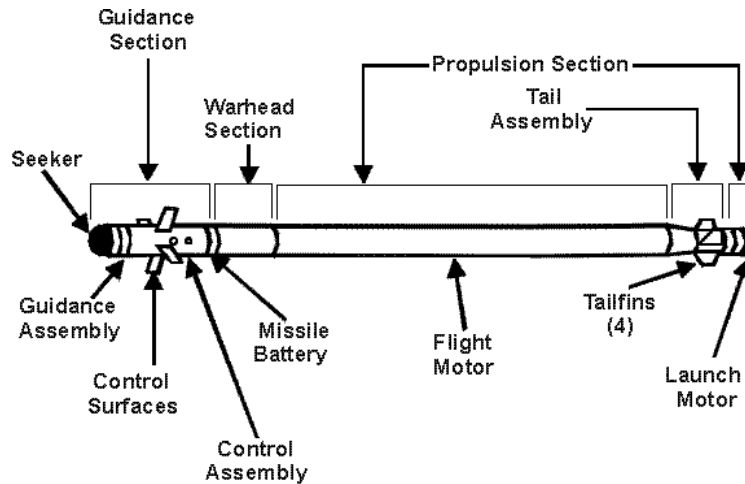 Guidance
Section
Propulsion Section
Tail
Assembly
Warhead
Section
Seeker
Guidance
Assembly
Missile
Battery
Flight
Motor
Tailfins
(4)
Launch
Motor
Control
Surfaces
Control
Assembly